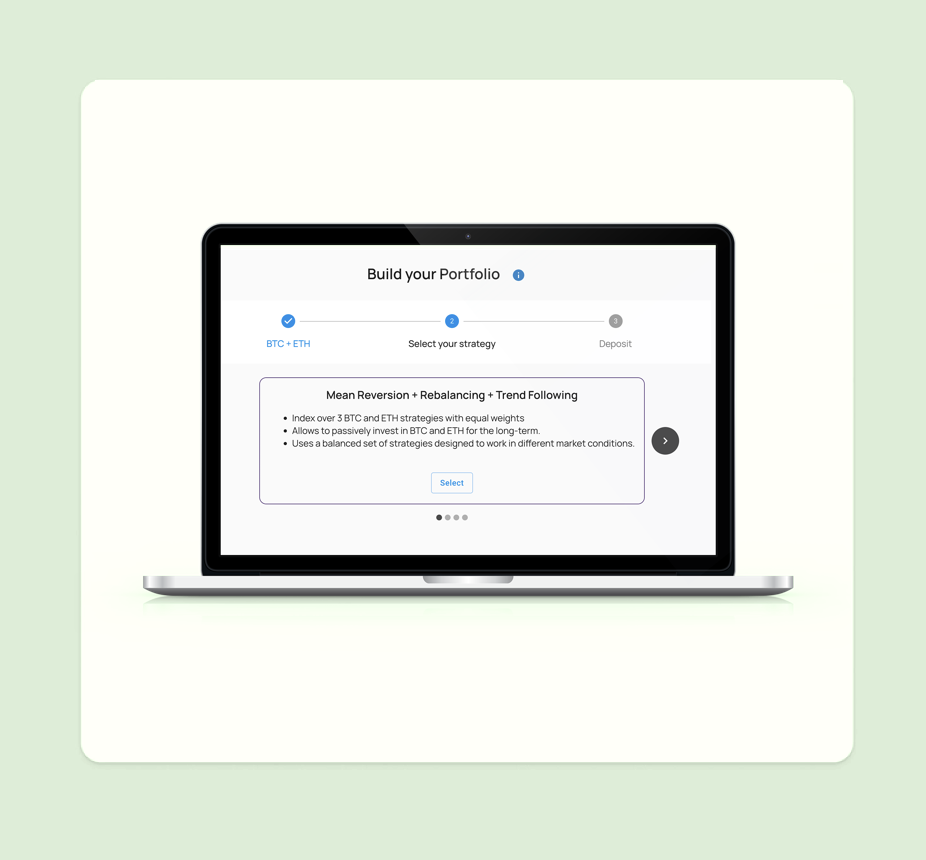 Build your Portfolio i
2 3
BTC + ETH Select your strategy Deposit
Mean Reversion + Rebalancing + Trend Following
• Index over 3 BTC and ETH strategies with equal weights
• Allows to passively invest in BTC and ETH for the long-term.
• Uses a balanced set of strategies designed to work in different market conditions.
Select